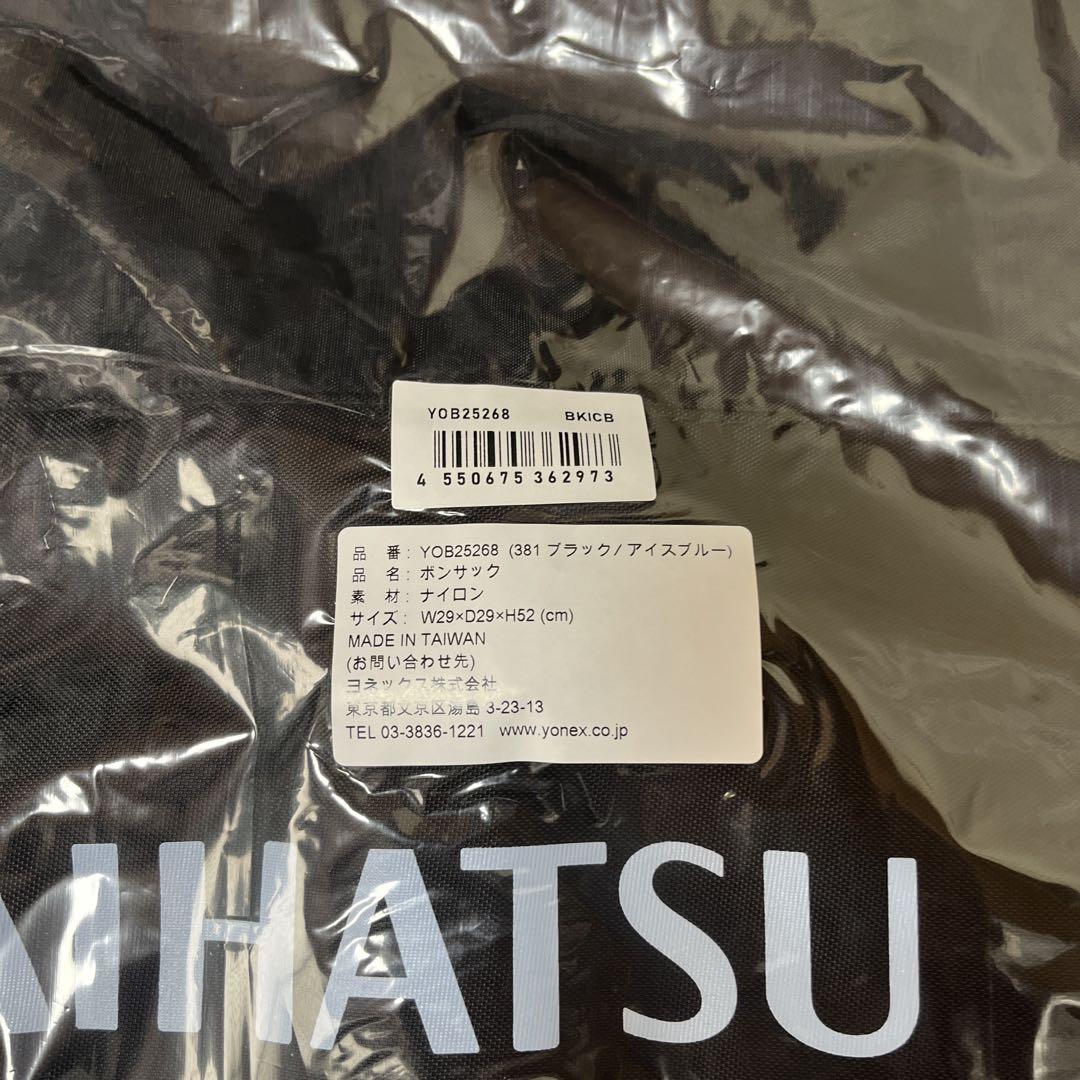 YOB25268 BKICB
4 550675 362973
品 番: YOB25268 (381 ブラック/アイスブルー)
品 名: ボンサック
素 材: ナイロン
サイズ: W29×D29×H52 (cm)
MADE IN TAIWAN
(お問い合わせ先)
ヨネックス株式会社
東京都文京区湯島 3-23-13
TEL 03-3836-1221 www.yonex.co.jp
AIHATSU